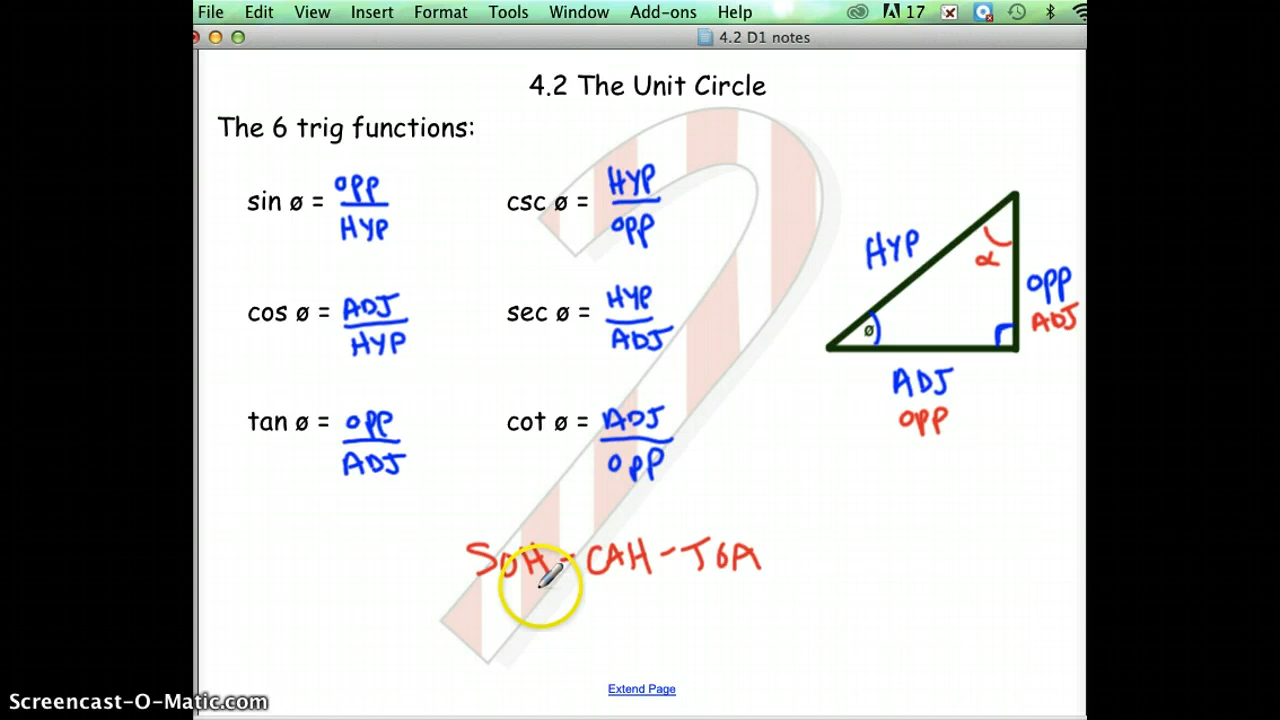 File Edit View Insert Format Tools Window Add-ons Help 17
4.2 D1 notes
4.2 The Unit Circle
The 6 trig functions:
sin ø = OPP
HYP
csc ø = HYP
OPP
cos ø = ADJ
HYP
sec ø = HYP
ADJ
tan ø = OPP
ADJ
cot ø = ADJ
OPP
HYP
α
OPP
ADJ
ø
ADJ
OPP
SOH - CAH - TOA
Extend Page
Screencast-O-Matic.com